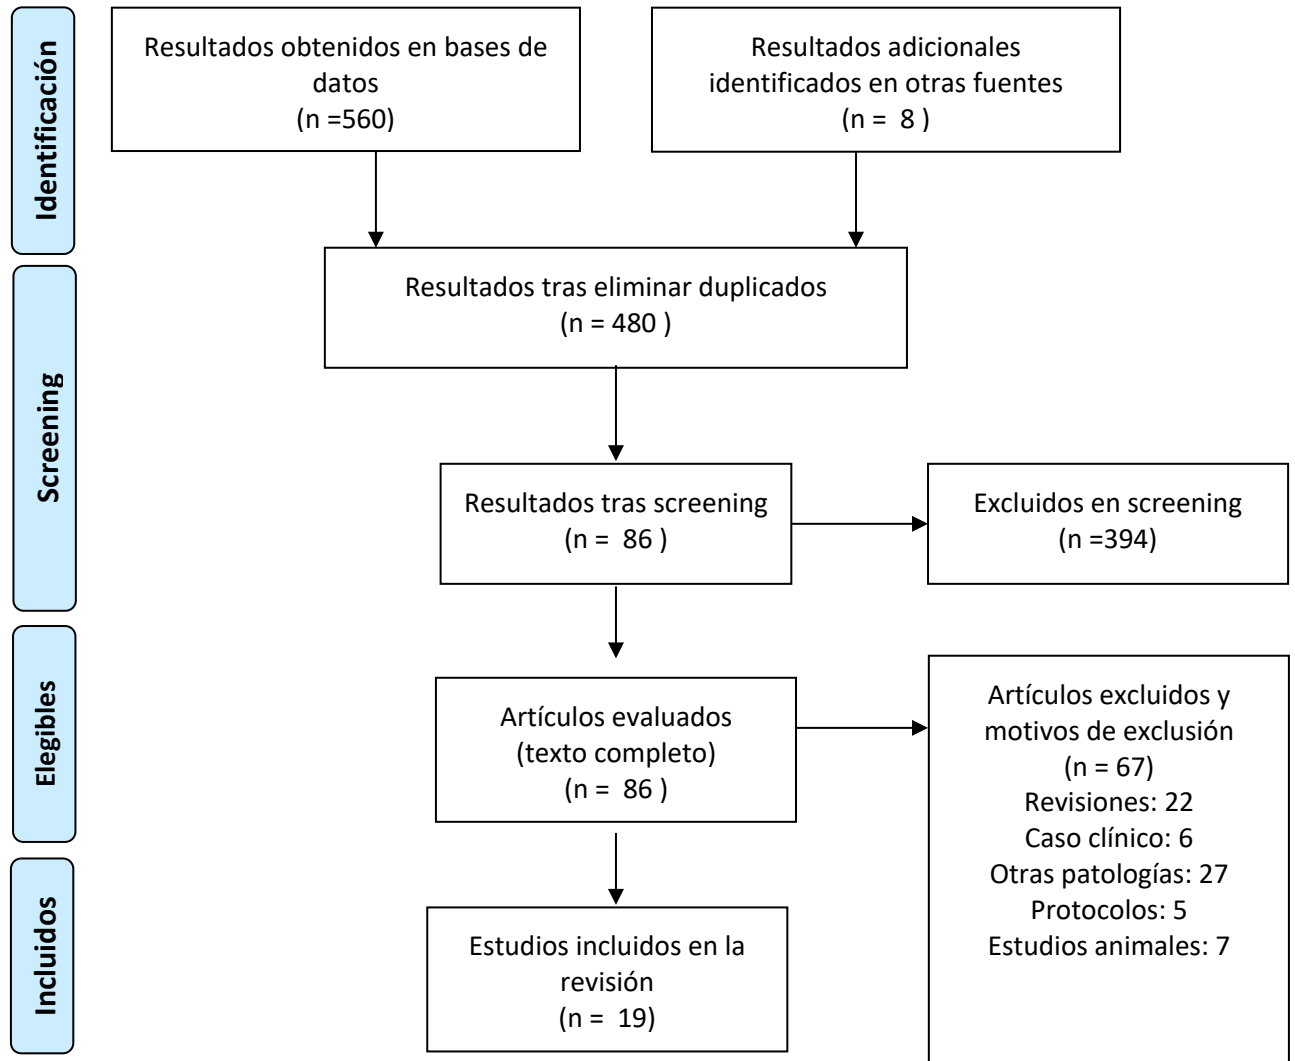 Identificación
Resultados obtenidos en bases de
datos
(n =560)
Resultados adicionales
identificados en otras fuentes
(n =  8 )
Screening
Resultados tras eliminar duplicados
(n = 480 )
Resultados tras screening
(n =  86 )
Excluidos en screening
(n =394)
Elegibles
Artículos evaluados
(texto completo)
(n =  86 )
Artículos excluidos y
motivos de exclusión
(n = 67)
Revisiones: 22
Caso clínico: 6
Otras patologías: 27
Protocolos: 5
Estudios animales: 7
Incluidos
Estudios incluidos en la
revisión
(n =  19)